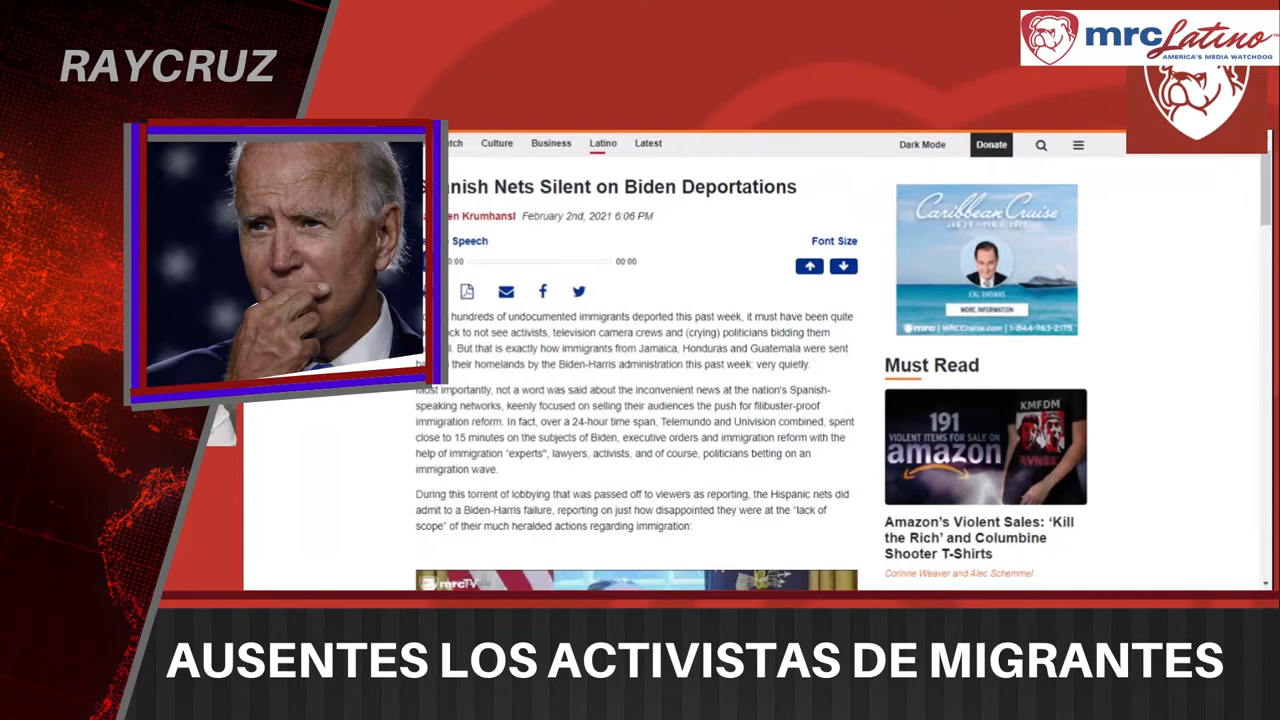 RAYCRUZ
mrc Latino
AMERICA'S MEDIA WATCHDOG
Culture Business Latino Latest
Dark Mode Donate
nish Nets Silent on Biden Deportations
en Krumhansl February 2nd, 2021 6:06 PM
Speech
Font Size
00:00
hundreds of undocumented immigrants deported this past week, it must have been quite
ck to not see activists, television camera crews and (crying) politicians bidding them
l. But that is exactly how immigrants from Jamaica, Honduras and Guatemala were sent
their homelands by the Biden-Harris administration this past week: very quietly.
Most importantly, not a word was said about the inconvenient news at the nation's Spanish-
speaking networks, keenly focused on selling their audiences the push for filibuster-proof
immigration reform. In fact, over a 24-hour time span, Telemundo and Univision combined, spent
close to 15 minutes on the subjects of Biden, executive orders and immigration reform with the
help of immigration "experts", lawyers, activists, and of course, politicians betting on an
immigration wave.
During this torrent of lobbying that was passed off to viewers as reporting, the Hispanic nets did
admit to a Biden-Harris failure, reporting on just how disappointed they were at the "lack of
scope" of their much heralded actions regarding immigration:
mrcTV
Caribbean Cruise
CAL THOMAS
MORE INFORMATION
mrc | MRCCruise.com | 1-844-763-2175
Must Read
191
VIOLENT ITEMS FOR SALE ON
amazon
KMFDM
Amazon's Violent Sales: 'Kill
the Rich' and Columbine
Shooter T-Shirts
Corinne Weaver and Alec Schemmel
AUSENTES LOS ACTIVISTAS DE MIGRANTES